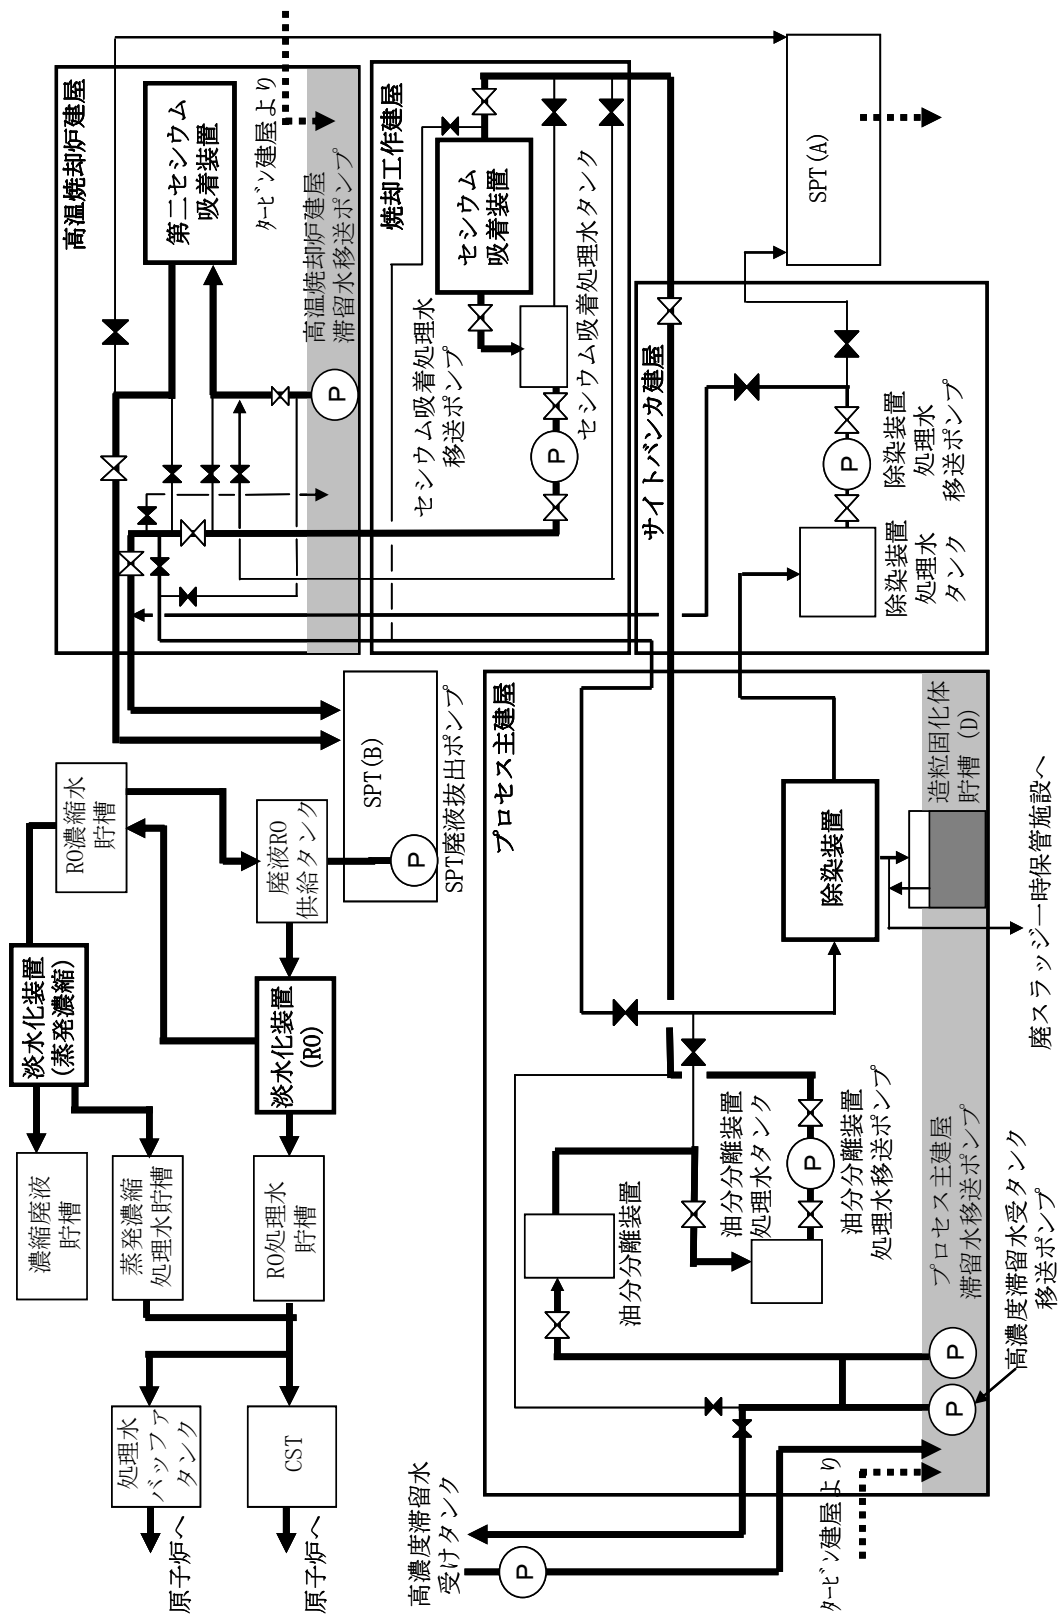 高温焼却炉建屋
第二セシウム
吸着装置
ﾀｰﾋﾞﾝ建屋より
高温焼却炉建屋
滞留水移送ポンプ
P
焼却工作建屋
セシウム
吸着装置
セシウム吸着処理水
移送ポンプ
P
セシウム吸着処理水タンク
SPT(A)
サイトバンカ建屋
P
除染装置
処理水
移送ポンプ
除染装置
処理水
タンク
SPT(B)
P
SPT廃液抜出ポンプ
RO濃縮水
貯槽
廃液RO
供給タンク
淡水化装置
(蒸発濃縮)
淡水化装置
(RO)
濃縮廃液
貯槽
蒸発濃縮
処理水貯槽
RO処理水
貯槽
処理水
バッファ
タンク
CST
原子炉へ
原子炉へ
プロセス主建屋
除染装置
造粒固化体
貯槽 (D)
廃スラッジ一時保管施設へ
油分分離装置
油分分離装置
処理水タンク
P
油分分離装置
処理水移送ポンプ
プロセス主建屋
滞留水移送ポンプ
P
P
高濃度滞留水受タンク
移送ポンプ
高濃度滞留水
受けタンク
P
ﾀｰﾋﾞﾝ建屋より